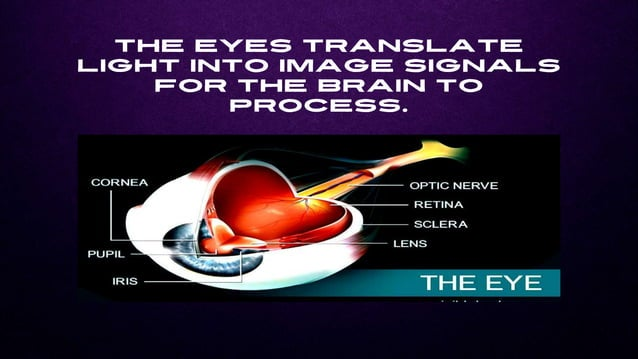 THE EYES TRANSLATE
LIGHT INTO IMAGE SIGNALS
FOR THE BRAIN TO
PROCESS.
CORNEA
OPTIC NERVE
RETINA
SCLERA
LENS
PUPIL
IRIS
THE EYE